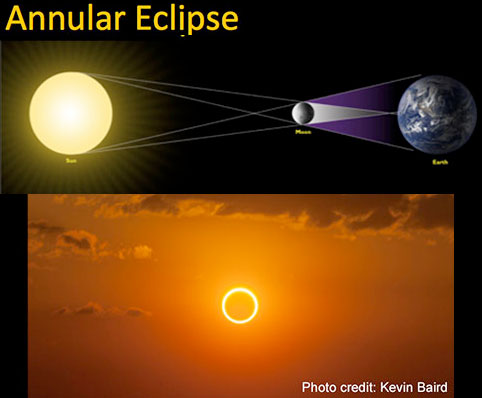 Annular Eclipse
Sun
Moon
Earth
Photo credit: Kevin Baird